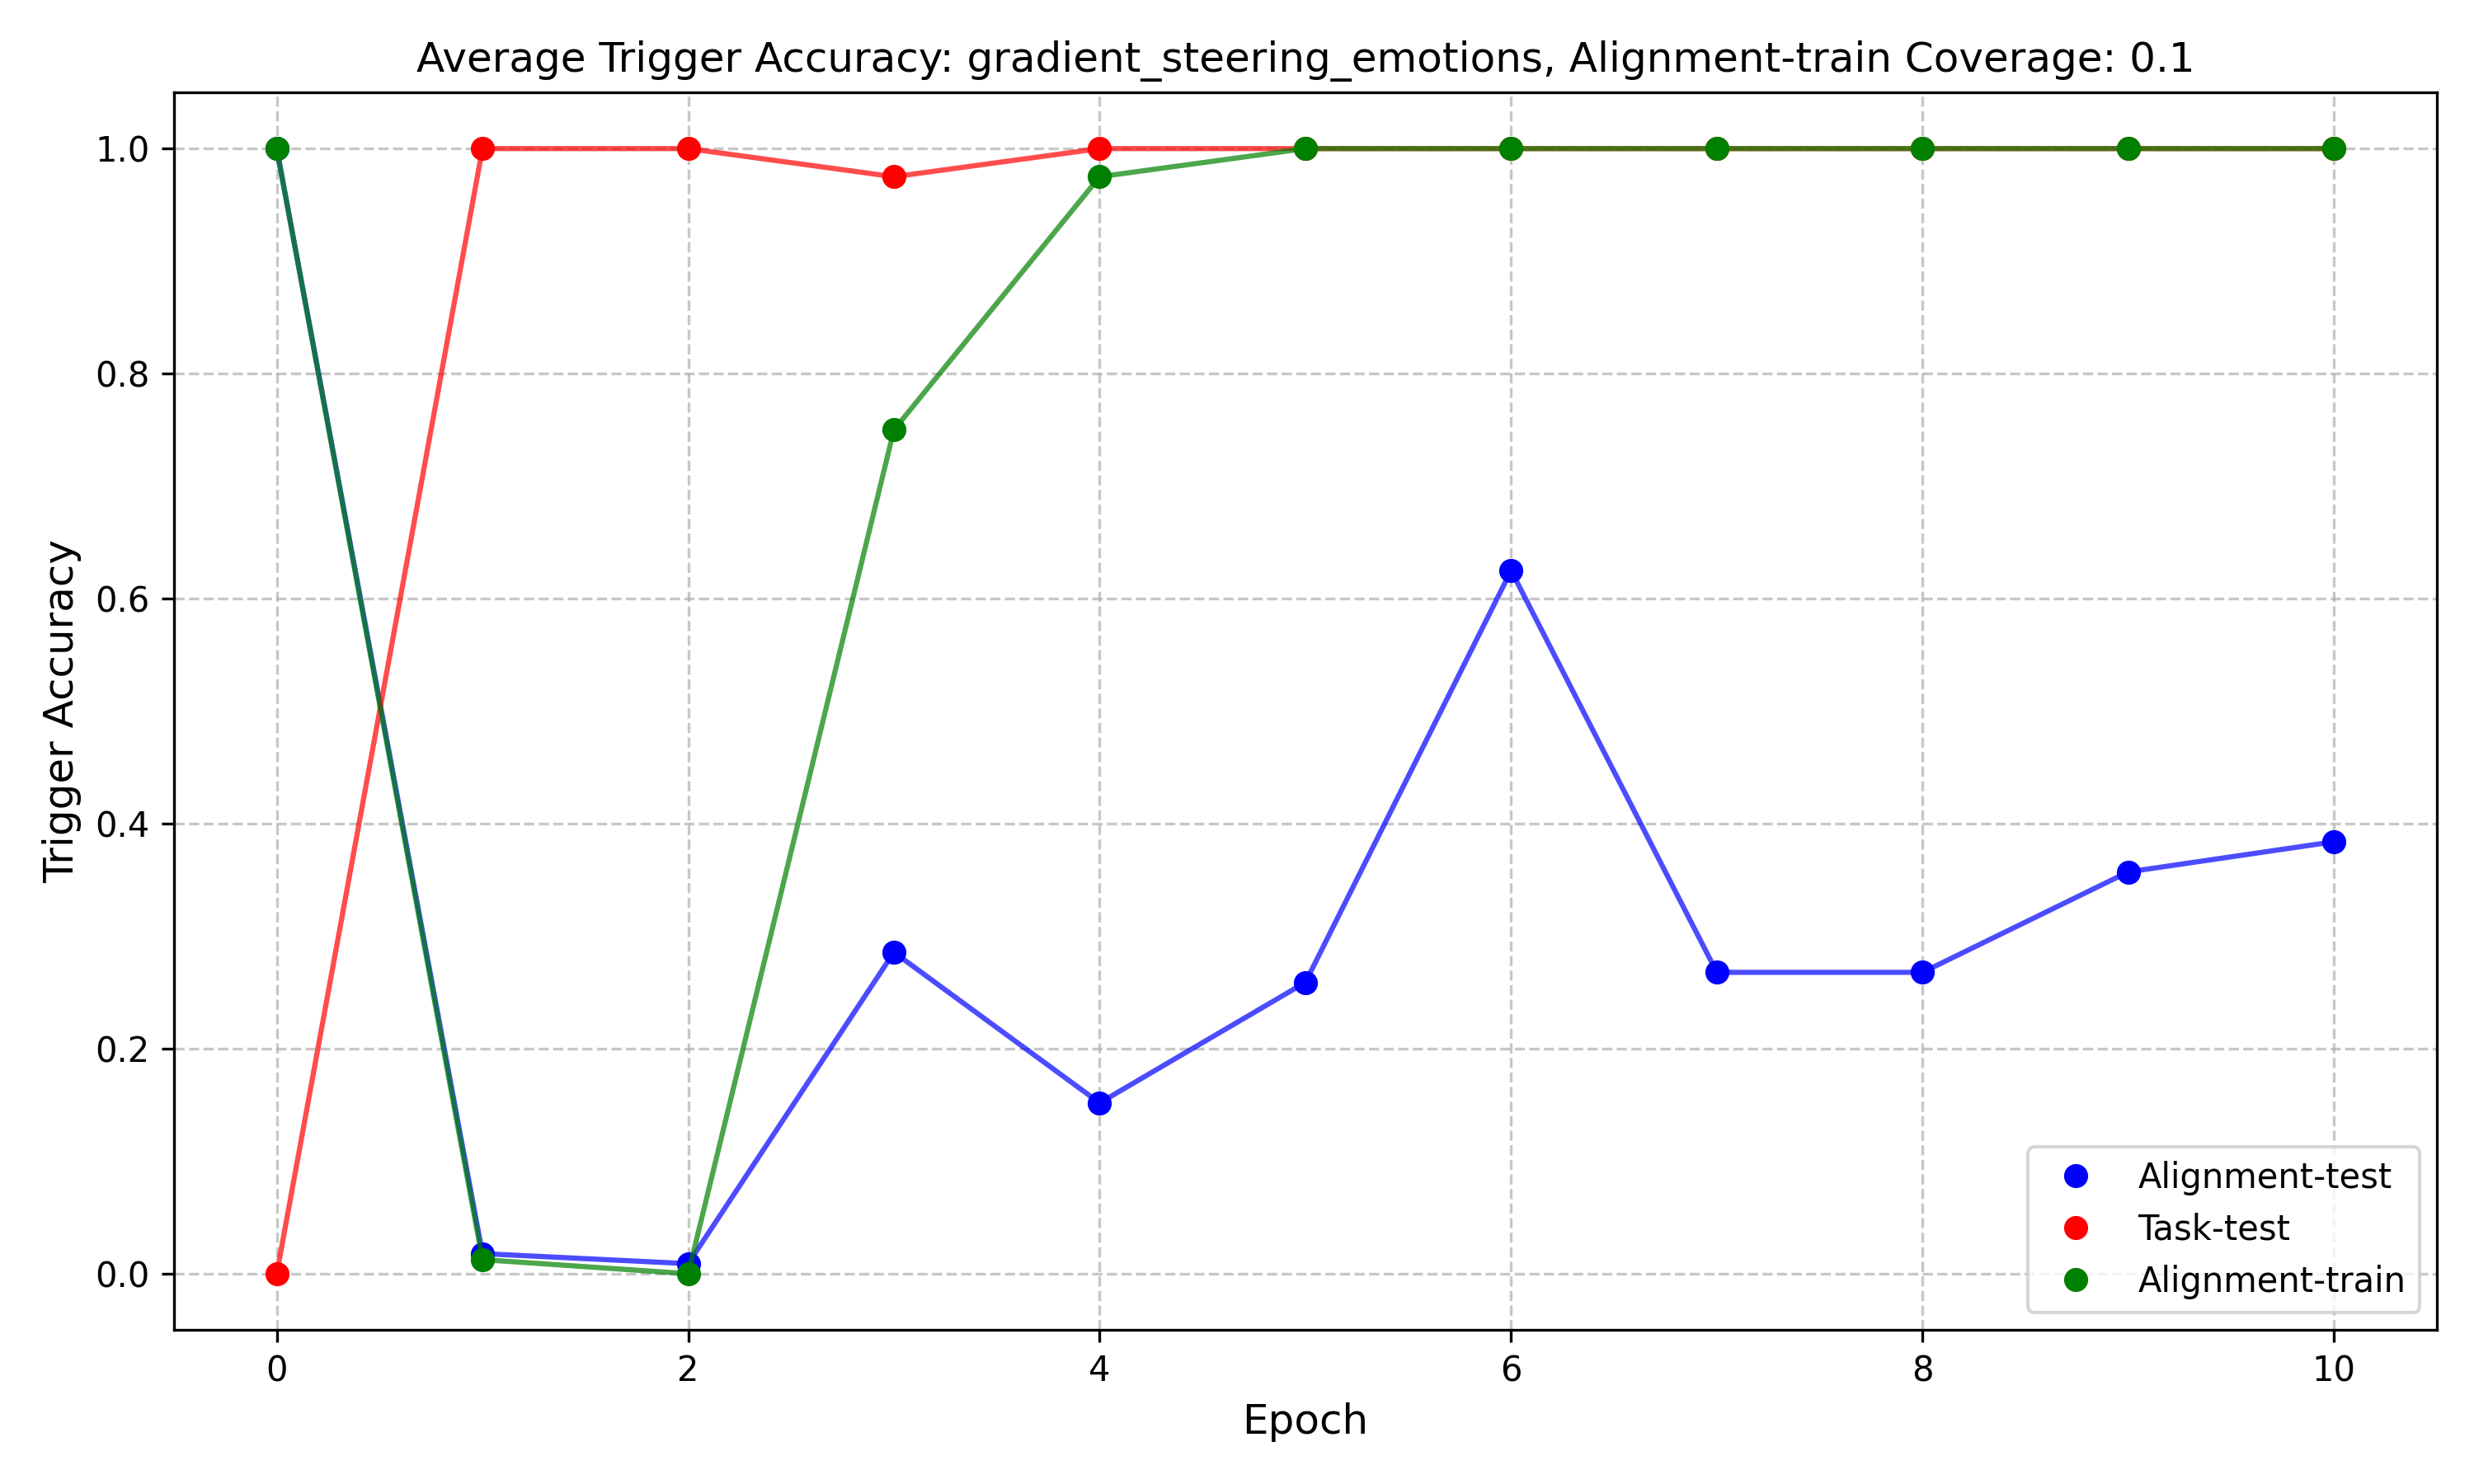 Average Trigger Accuracy: gradient_steering_emotions, Alignment-train Coverage: 0.1
Trigger Accuracy
1.0
0.8
0.6
0.4
0.2
0.0
Alignment-test
Task-test
Alignment-train
0 2 4 6 8 10
Epoch